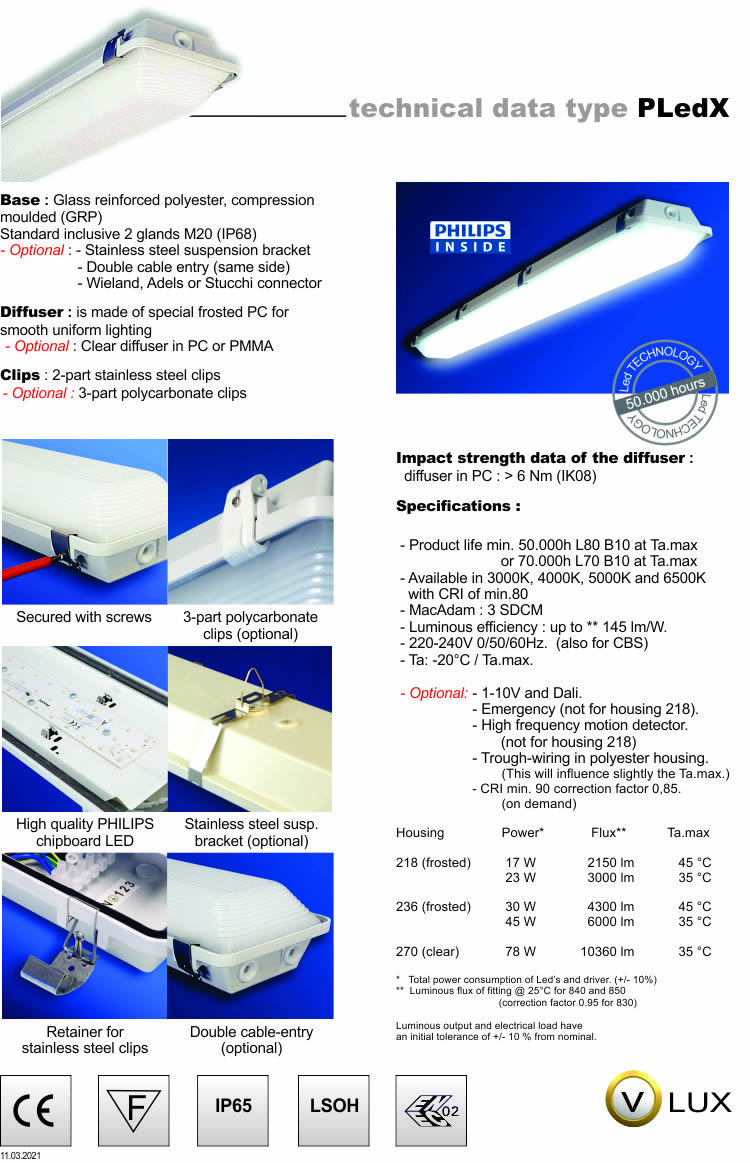 technical data type PLedX
Base : Glass reinforced polyester, compression
moulded (GRP)
Standard inclusive 2 glands M20 (IP68)
- Optional : - Stainless steel suspension bracket
- Double cable entry (same side)
- Wieland, Adels or Stucchi connector
Diffuser : is made of special frosted PC for
smooth uniform lighting
- Optional : Clear diffuser in PC or PMMA
Clips : 2-part stainless steel clips
- Optional : 3-part polycarbonate clips
PHILIPS
INSIDE
Led TECHNOLOGY
50.000 hours
Led TECHNOLOGY
Secured with screws
3-part polycarbonate
clips (optional)
High quality PHILIPS
chipboard LED
Stainless steel susp.
bracket (optional)
123
Retainer for
stainless steel clips
Double cable-entry
(optional)
Impact strength data of the diffuser :
diffuser in PC : > 6 Nm (IK08)
Specifications :
- Product life min. 50.000h L80 B10 at Ta.max
or 70.000h L70 B10 at Ta.max
- Available in 3000K, 4000K, 5000K and 6500K
with CRI of min.80
- MacAdam : 3 SDCM
- Luminous efficiency : up to ** 145 lm/W.
- 220-240V 0/50/60Hz. (also for CBS)
- Ta: -20°C / Ta.max.
- Optional: - 1-10V and Dali.
- Emergency (not for housing 218).
- High frequency motion detector.
(not for housing 218)
- Trough-wiring in polyester housing.
(This will influence slightly the Ta.max.)
- CRI min. 90 correction factor 0,85.
(on demand)
Housing Power* Flux** Ta.max
218 (frosted) 17 W 2150 lm 45 °C
23 W 3000 lm 35 °C
236 (frosted) 30 W 4300 lm 45 °C
45 W 6000 lm 35 °C
270 (clear) 78 W 10360 lm 35 °C
* Total power consumption of Led's and driver. (+/- 10%)
** Luminous flux of fitting @ 25°C for 840 and 850
(correction factor 0.95 for 830)
Luminous output and electrical load have
an initial tolerance of +/- 10 % from nominal.
CE
F
IP65
LSOH
02
V LUX
11.03.2021